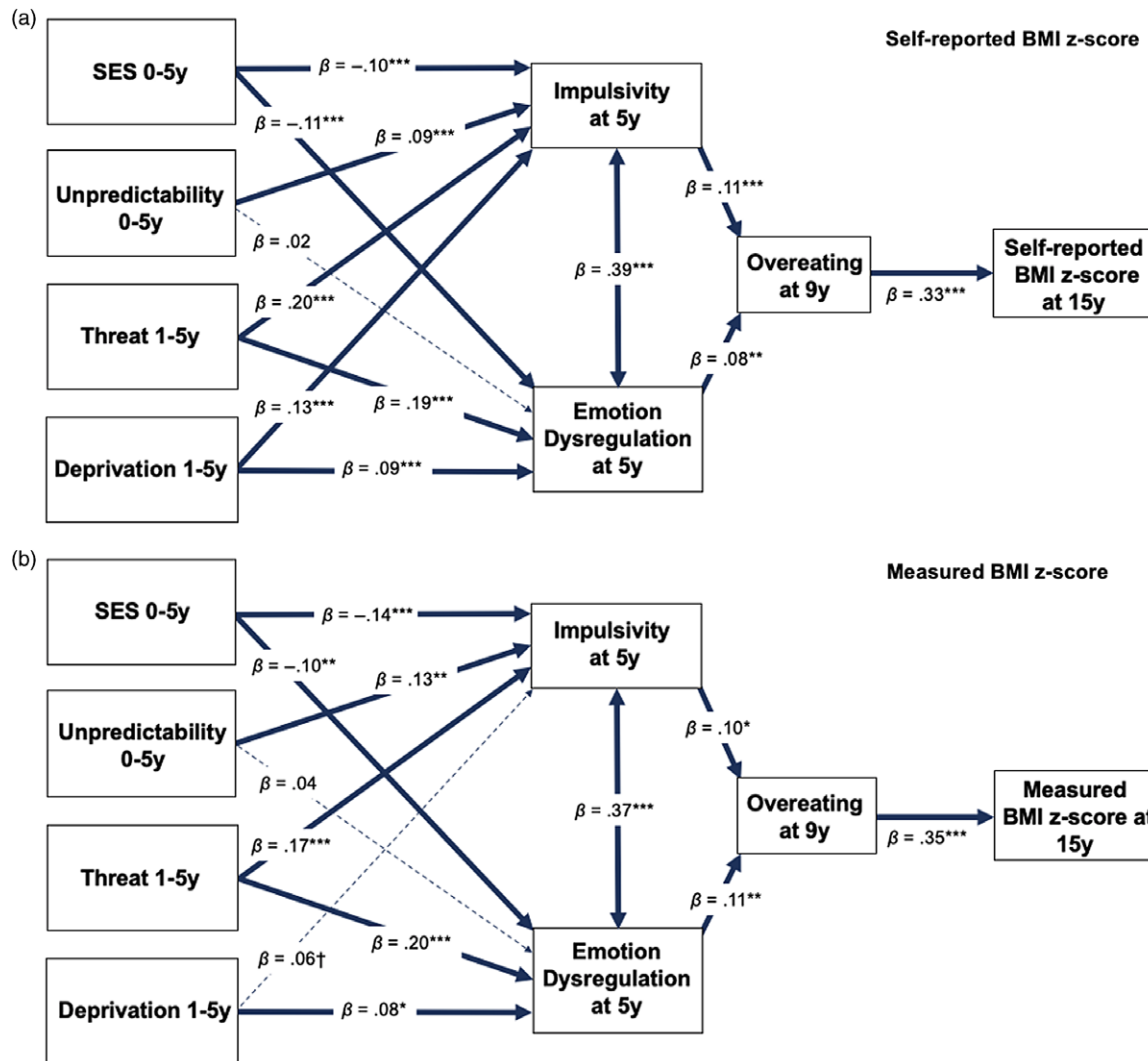 (a)
Self-reported BMI z-score
SES 0-5y
β = –.10***
Impulsivity
at 5y
β = –.11***
β = .09***
Unpredictability
0-5y
β = .11***
β = .02
Overeating
at 9y
Self-reported
BMI z-score
at 15y
β = .39***
β = .33***
Threat 1-5y
β = .20***
β = .08**
β = .13***
β = .19***
Emotion
Dysregulation
at 5y
Deprivation 1-5y
β = .09***
(b)
Measured BMI z-score
SES 0-5y
β = –.14***
Impulsivity
at 5y
β = –.10**
β = .13**
Unpredictability
0-5y
β = .10*
β = .04
Overeating
at 9y
Measured
BMI z-score at
15y
β = .37***
β = .35***
Threat 1-5y
β = .17***
β = .11**
β = .20***
Emotion
Dysregulation
at 5y
β = .06†
Deprivation 1-5y
β = .08*